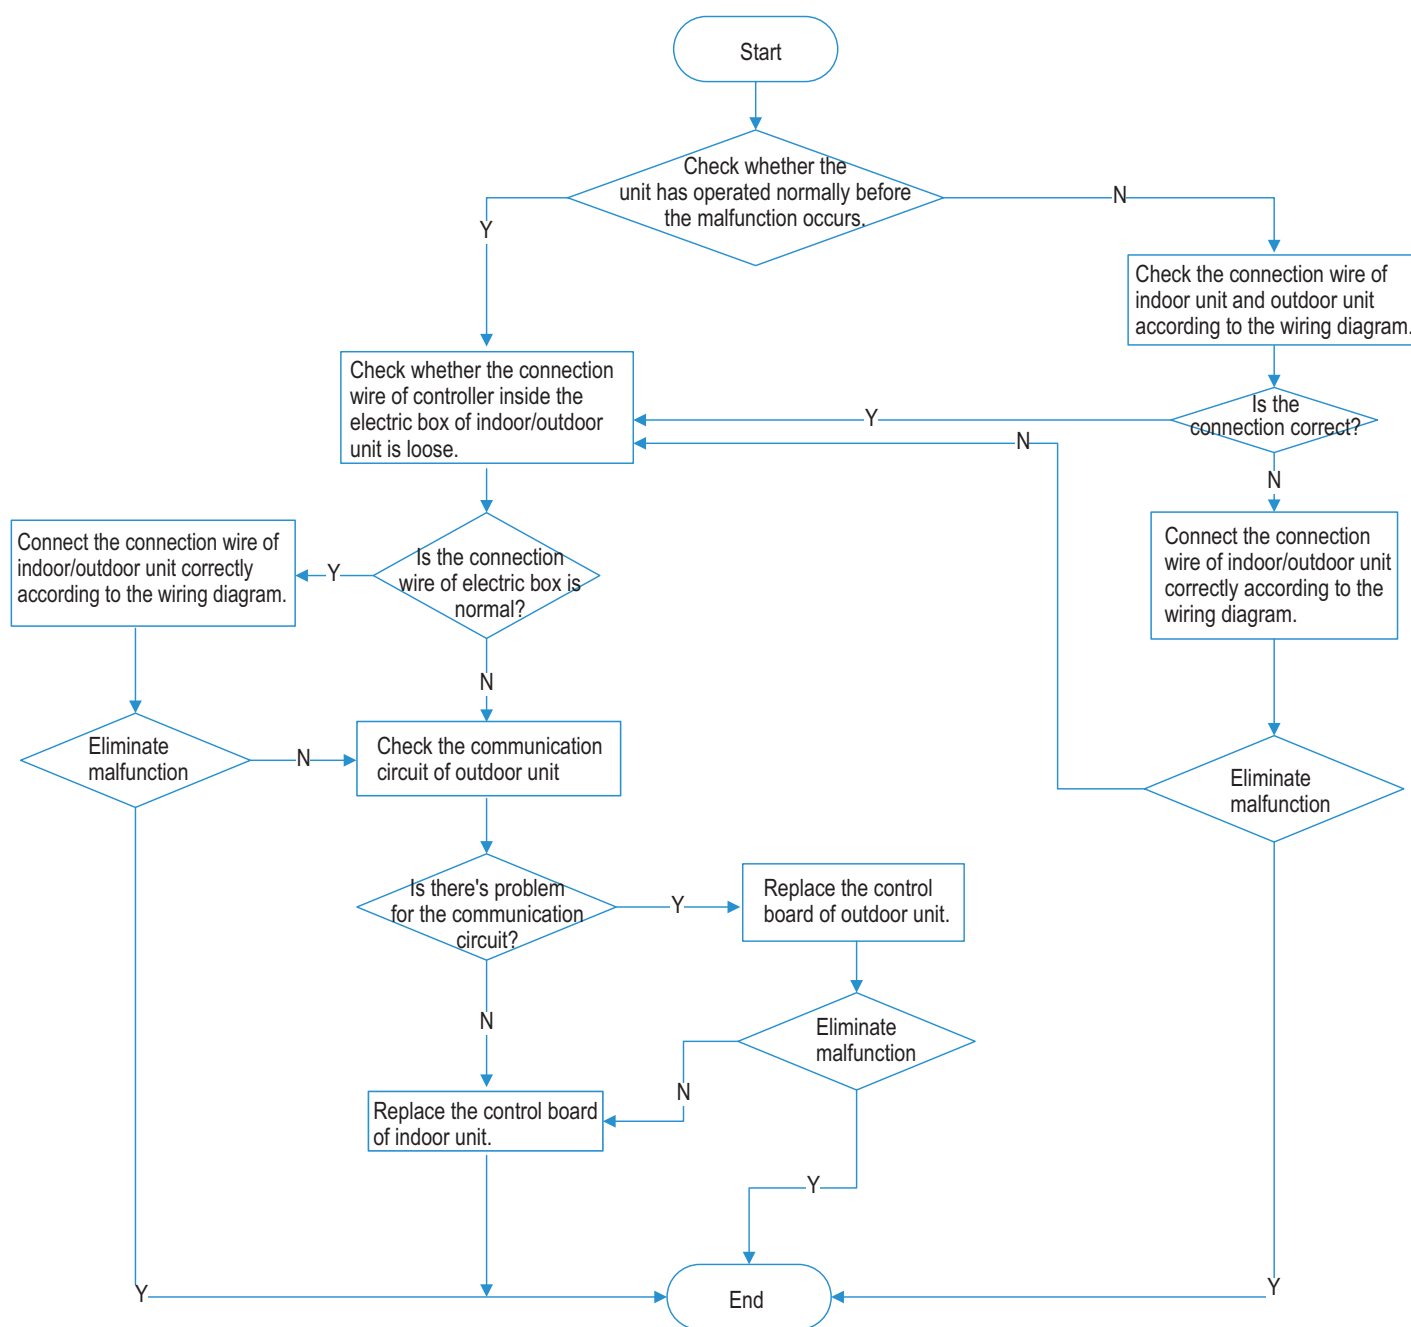 Start
Check whether the
unit has operated normally before
the malfunction occurs.
N
Y
Check the connection wire of
indoor unit and outdoor unit
according to the wiring diagram.
Check whether the connection
wire of controller inside the
electric box of indoor/outdoor
unit is loose.
Y
Is the
connection correct?
N
N
Connect the connection wire of
indoor/outdoor unit correctly
according to the wiring diagram.
Y
Is the connection
wire of electric box is
normal?
Connect the connection
wire of indoor/outdoor unit
correctly according to the
wiring diagram.
N
Eliminate
malfunction
N
Check the communication
circuit of outdoor unit
Eliminate
malfunction
Is there's problem
for the communication
circuit?
Y
Replace the control
board of outdoor unit.
N
Eliminate
malfunction
N
Replace the control board
of indoor unit.
Y
Y
End
Y